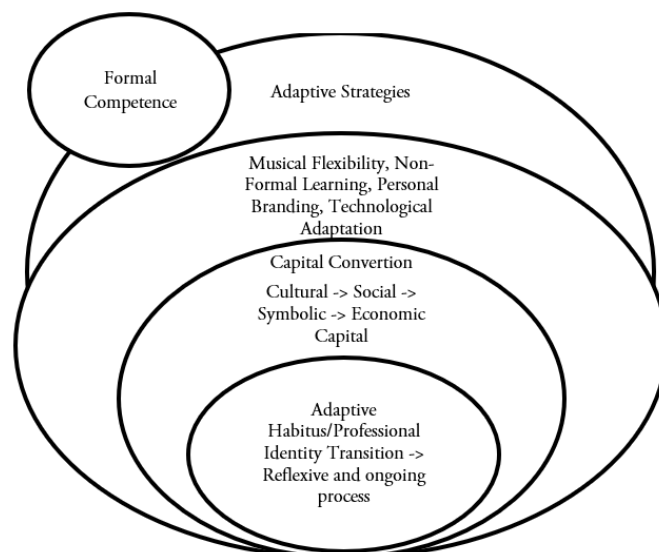 Formal
Competence
Adaptive Strategies
Musical Flexibility, Non-
Formal Learning, Personal
Branding, Technological
Adaptation
Capital Convertion
Cultural -> Social ->
Symbolic -> Economic
Capital
Adaptive
Habitus/Professional
Identity Transition ->
Reflexive and ongoing
process